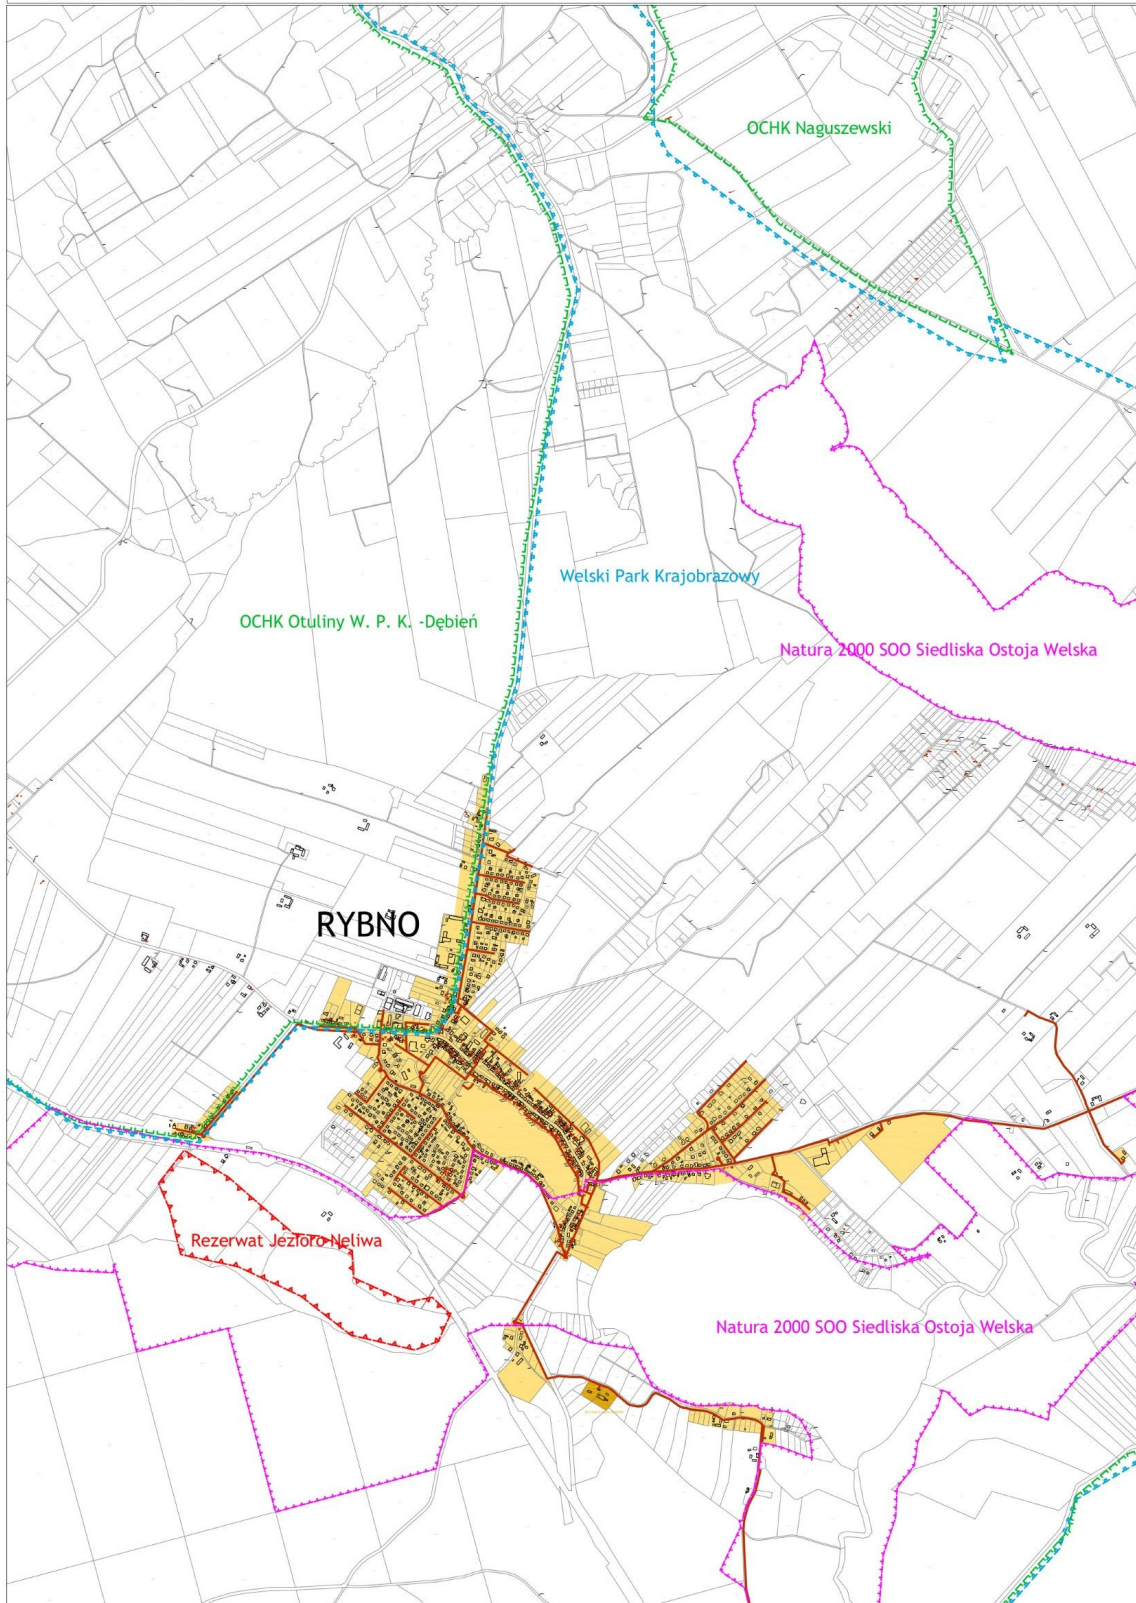 OCHK Naguszewski
Welski Park Krajobrazowy
OCHK Otuliny W. P. K. -Dębień
Natura 2000 SOO Siedliska Ostoja Welska
RYBNO
Rezerwat Jezioro Neliwa
Natura 2000 SOO Siedliska Ostoja Welska